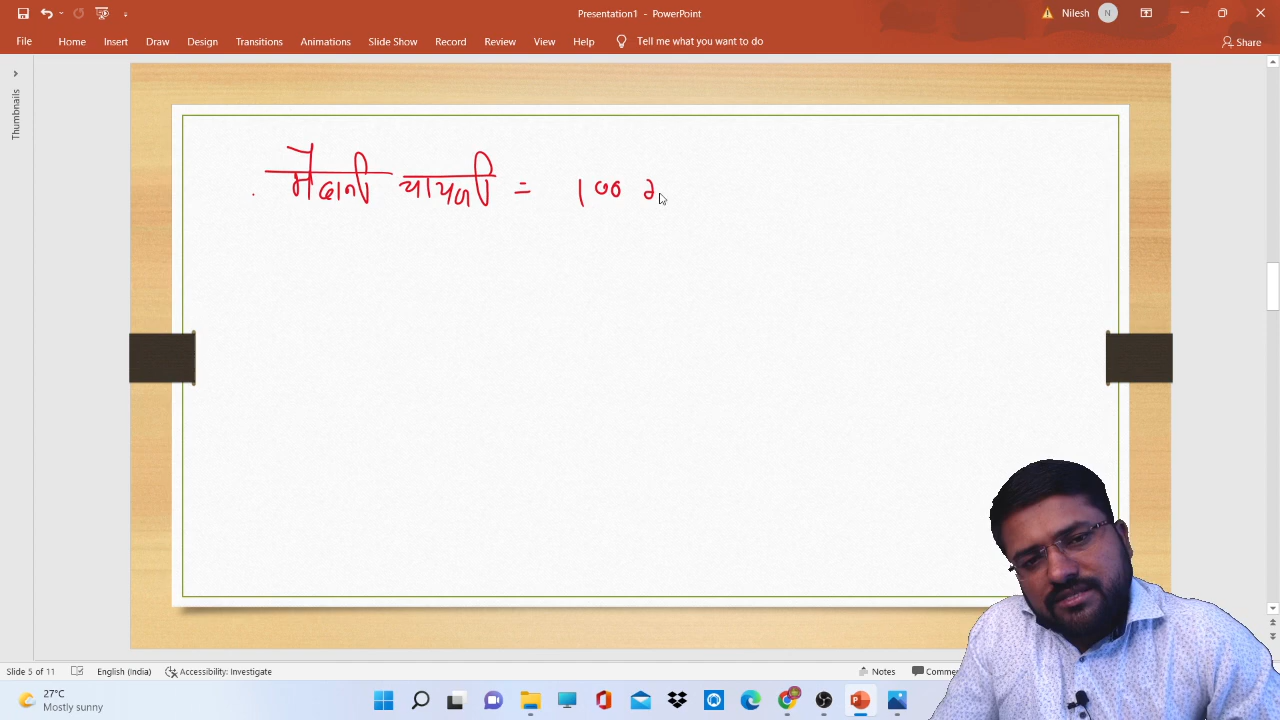 Presentation1 - PowerPoint
Nilesh
N
File Home Insert Draw Design Transitions Animations Slide Show Record Review View Help Tell me what you want to do
Share
Thumbnails
मैदानी चाचणी = 100
Slide 5 of 11 English (India) Accessibility: Investigate
Notes Comme
27°C
Mostly sunny